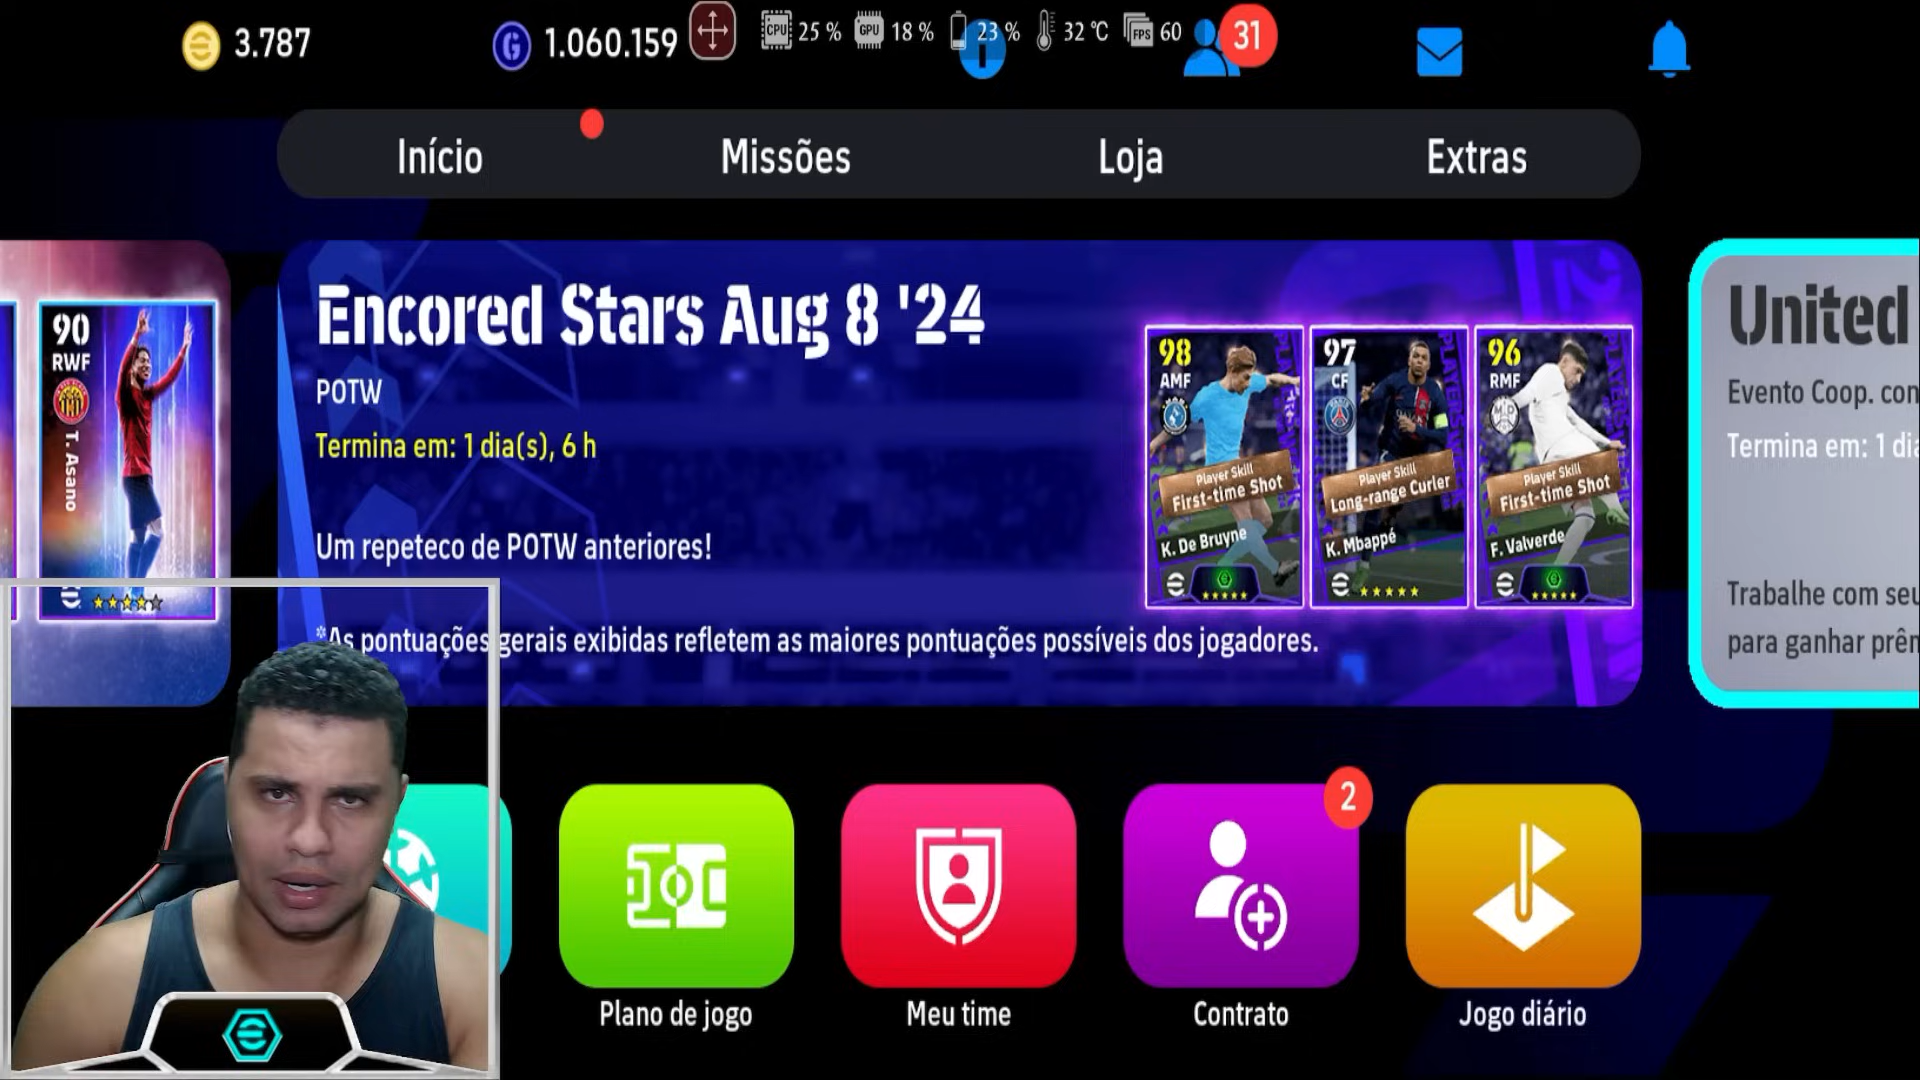 3.787
1.060.159
CPU 25 %
GPU 18 %
23 %
32 °C
FPS 60
31
Início
Missões
Loja
Extras
90
RWF
T. Asano
Encored Stars Aug 8 '24
POTW
Termina em: 1 dia(s), 6 h
Um repeteco de POTW anteriores!
*As pontuações gerais exibidas refletem as maiores pontuações possíveis dos jogadores.
98
AMF
Player Skill
First-time Shot
K. De Bruyne
97
CF
Player Skill
Long-range Curler
K. Mbappé
96
RMF
Player Skill
First-time Shot
F. Valverde
United
Evento Coop. con
Termina em: 1 dia
Trabalhe com seu
para ganhar prên
2
Plano de jogo
Meu time
Contrato
Jogo diário